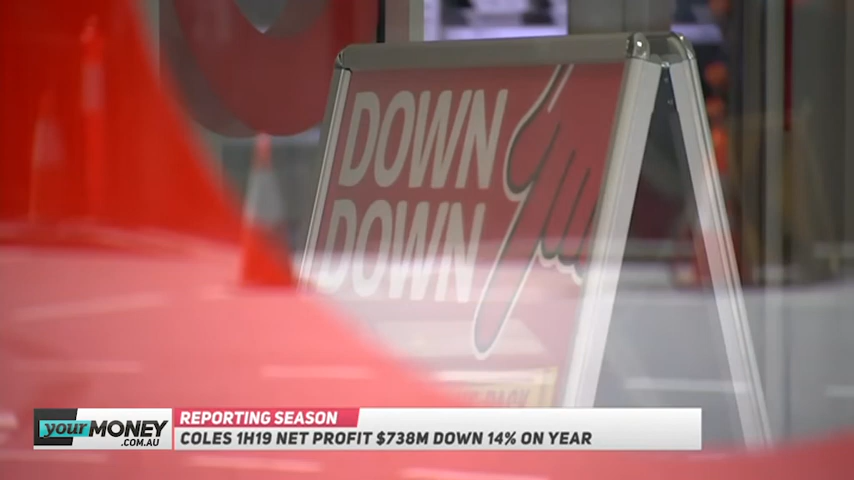 DOWN
DOWN
REPORTING SEASON
yourMONEY
.COM.AU
COLES 1H19 NET PROFIT $738M DOWN 14% ON YEAR